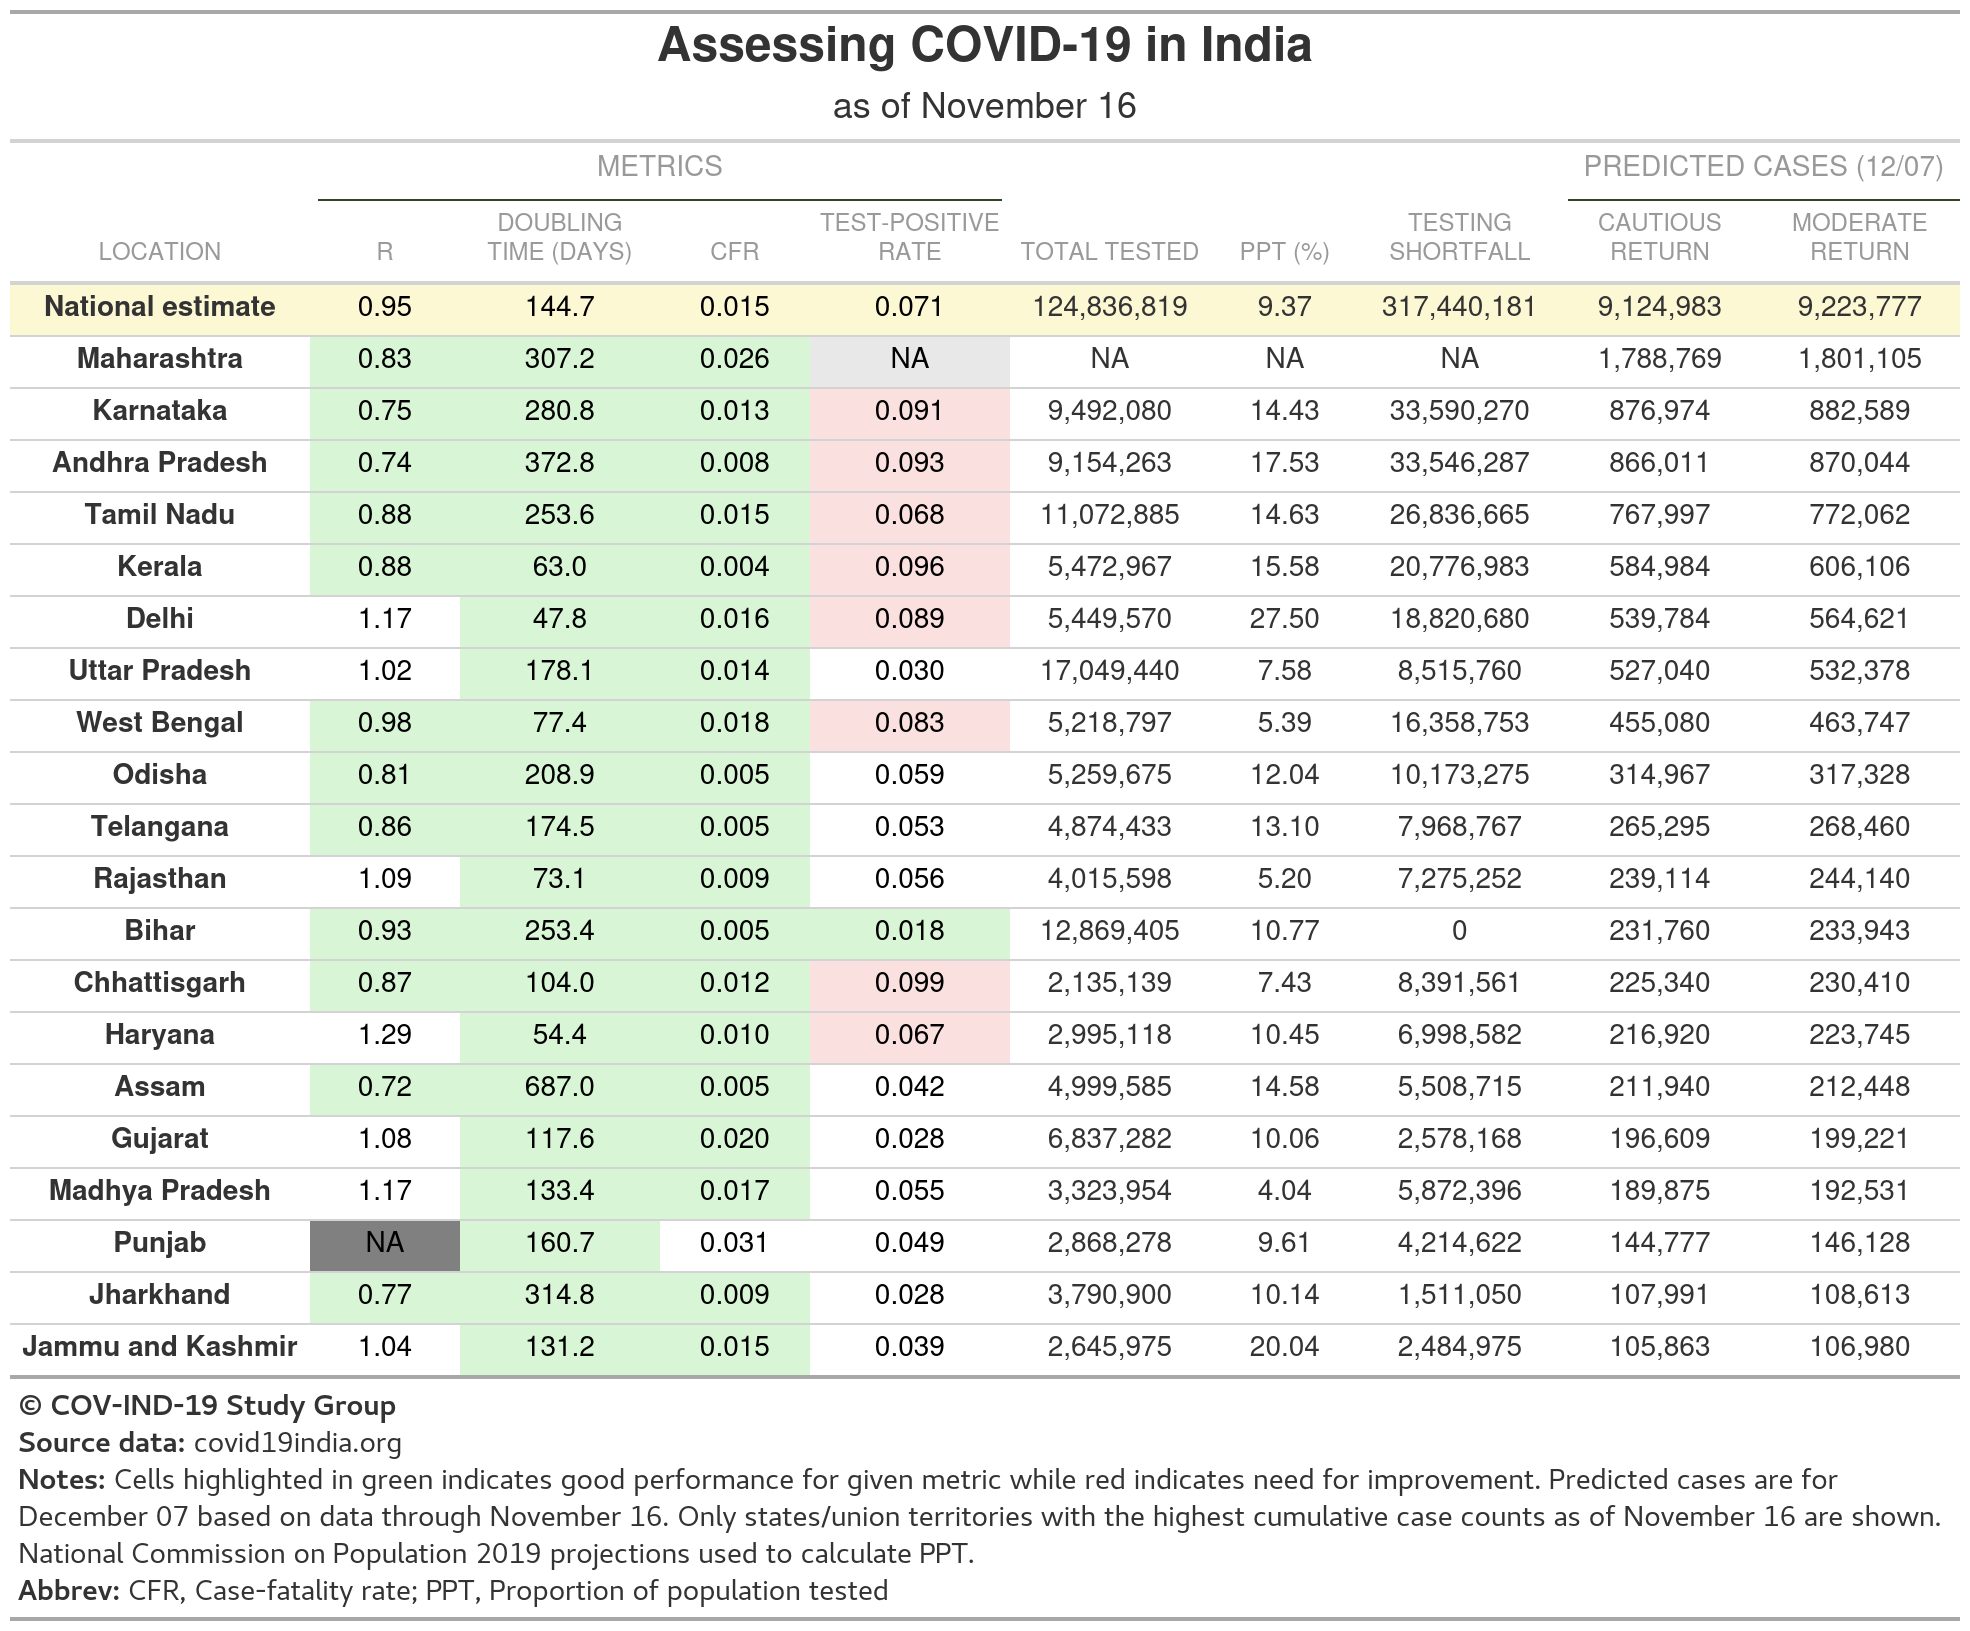 Assessing COVID-19 in India
as of November 16
METRICS PREDICTED CASES (12/07)
LOCATION R DOUBLING TIME (DAYS) CFR TEST-POSITIVE RATE TOTAL TESTED PPT (%) TESTING SHORTFALL CAUTIOUS RETURN MODERATE RETURN
National estimate 0.95 144.7 0.015 0.071 124,836,819 9.37 317,440,181 9,124,983 9,223,777
Maharashtra 0.83 307.2 0.026 NA NA NA NA 1,788,769 1,801,105
Karnataka 0.75 280.8 0.013 0.091 9,492,080 14.43 33,590,270 876,974 882,589
Andhra Pradesh 0.74 372.8 0.008 0.093 9,154,263 17.53 33,546,287 866,011 870,044
Tamil Nadu 0.88 253.6 0.015 0.068 11,072,885 14.63 26,836,665 767,997 772,062
Kerala 0.88 63.0 0.004 0.096 5,472,967 15.58 20,776,983 584,984 606,106
Delhi 1.17 47.8 0.016 0.089 5,449,570 27.50 18,820,680 539,784 564,621
Uttar Pradesh 1.02 178.1 0.014 0.030 17,049,440 7.58 8,515,760 527,040 532,378
West Bengal 0.98 77.4 0.018 0.083 5,218,797 5.39 16,358,753 455,080 463,747
Odisha 0.81 208.9 0.005 0.059 5,259,675 12.04 10,173,275 314,967 317,328
Telangana 0.86 174.5 0.005 0.053 4,874,433 13.10 7,968,767 265,295 268,460
Rajasthan 1.09 73.1 0.009 0.056 4,015,598 5.20 7,275,252 239,114 244,140
Bihar 0.93 253.4 0.005 0.018 12,869,405 10.77 0 231,760 233,943
Chhattisgarh 0.87 104.0 0.012 0.099 2,135,139 7.43 8,391,561 225,340 230,410
Haryana 1.29 54.4 0.010 0.067 2,995,118 10.45 6,998,582 216,920 223,745
Assam 0.72 687.0 0.005 0.042 4,999,585 14.58 5,508,715 211,940 212,448
Gujarat 1.08 117.6 0.020 0.028 6,837,282 10.06 2,578,168 196,609 199,221
Madhya Pradesh 1.17 133.4 0.017 0.055 3,323,954 4.04 5,872,396 189,875 192,531
Punjab NA 160.7 0.031 0.049 2,868,278 9.61 4,214,622 144,777 146,128
Jharkhand 0.77 314.8 0.009 0.028 3,790,900 10.14 1,511,050 107,991 108,613
Jammu and Kashmir 1.04 131.2 0.015 0.039 2,645,975 20.04 2,484,975 105,863 106,980
© COV-IND-19 Study Group
Source data: covid19india.org
Notes: Cells highlighted in green indicates good performance for given metric while red indicates need for improvement. Predicted cases are for
December 07 based on data through November 16. Only states/union territories with the highest cumulative case counts as of November 16 are shown.
National Commission on Population 2019 projections used to calculate PPT.
Abbrev: CFR, Case-fatality rate; PPT, Proportion of population tested